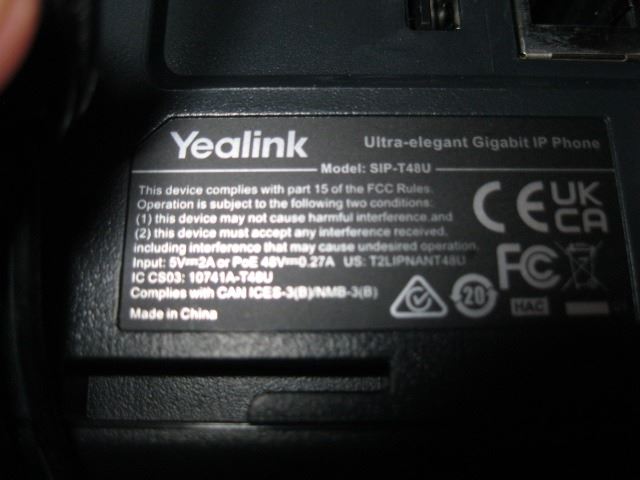 Yealink
Ultra-elegant Gigabit IP Phone
Model: SIP-T48U
This device complies with part 15 of the FCC Rules.
Operation is subject to the following two conditions:
(1) this device may not cause harmful interference,and
(2) this device must accept any interference received,
including interference that may cause undesired operation.
Input: 5V⎓2A or PoE 48V⎓0.27A US: T2LIPNANT48U
IC CS03: 10741A-T48U
Complies with CAN ICES-3(B)/NMB-3(B)
Made in China
CE
UK
CA
FC
20
HAC